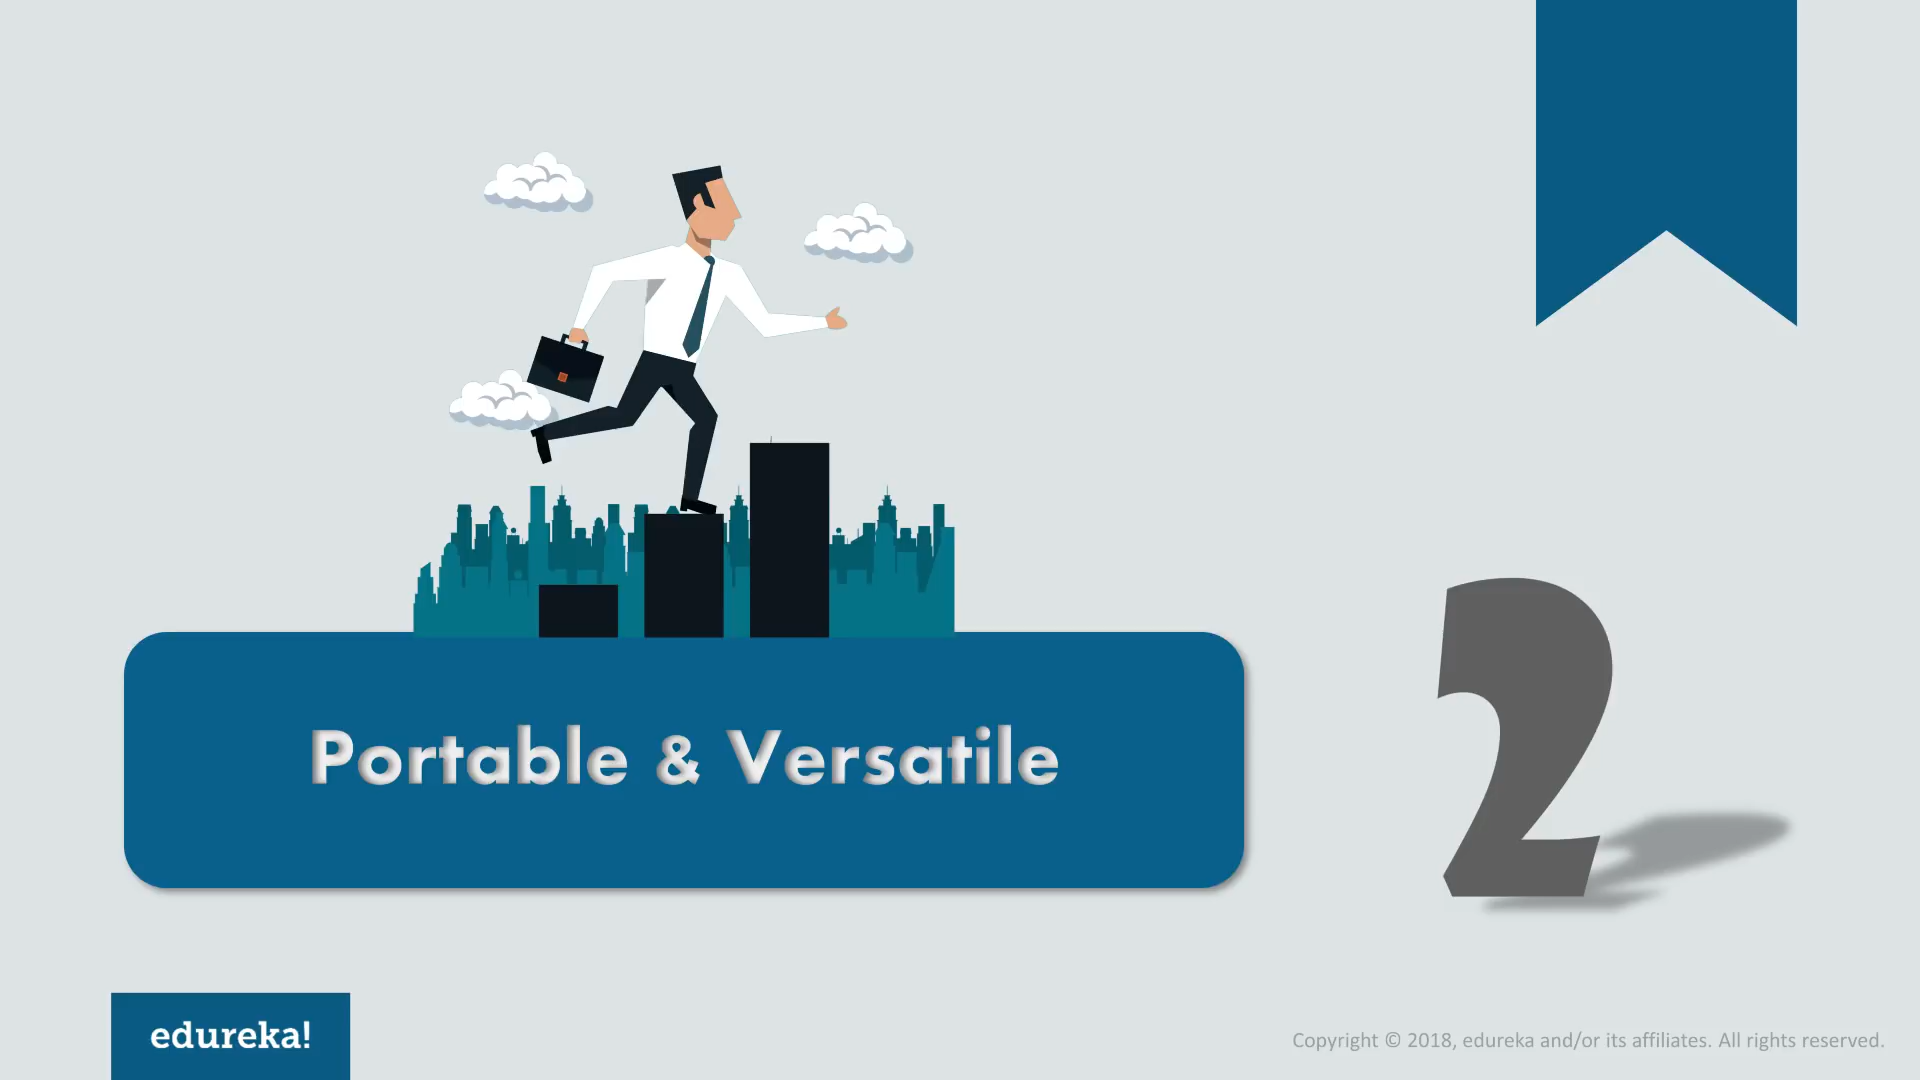 Portable & Versatile
2
edureka!
Copyright © 2018, edureka and/or its affiliates. All rights reserved.